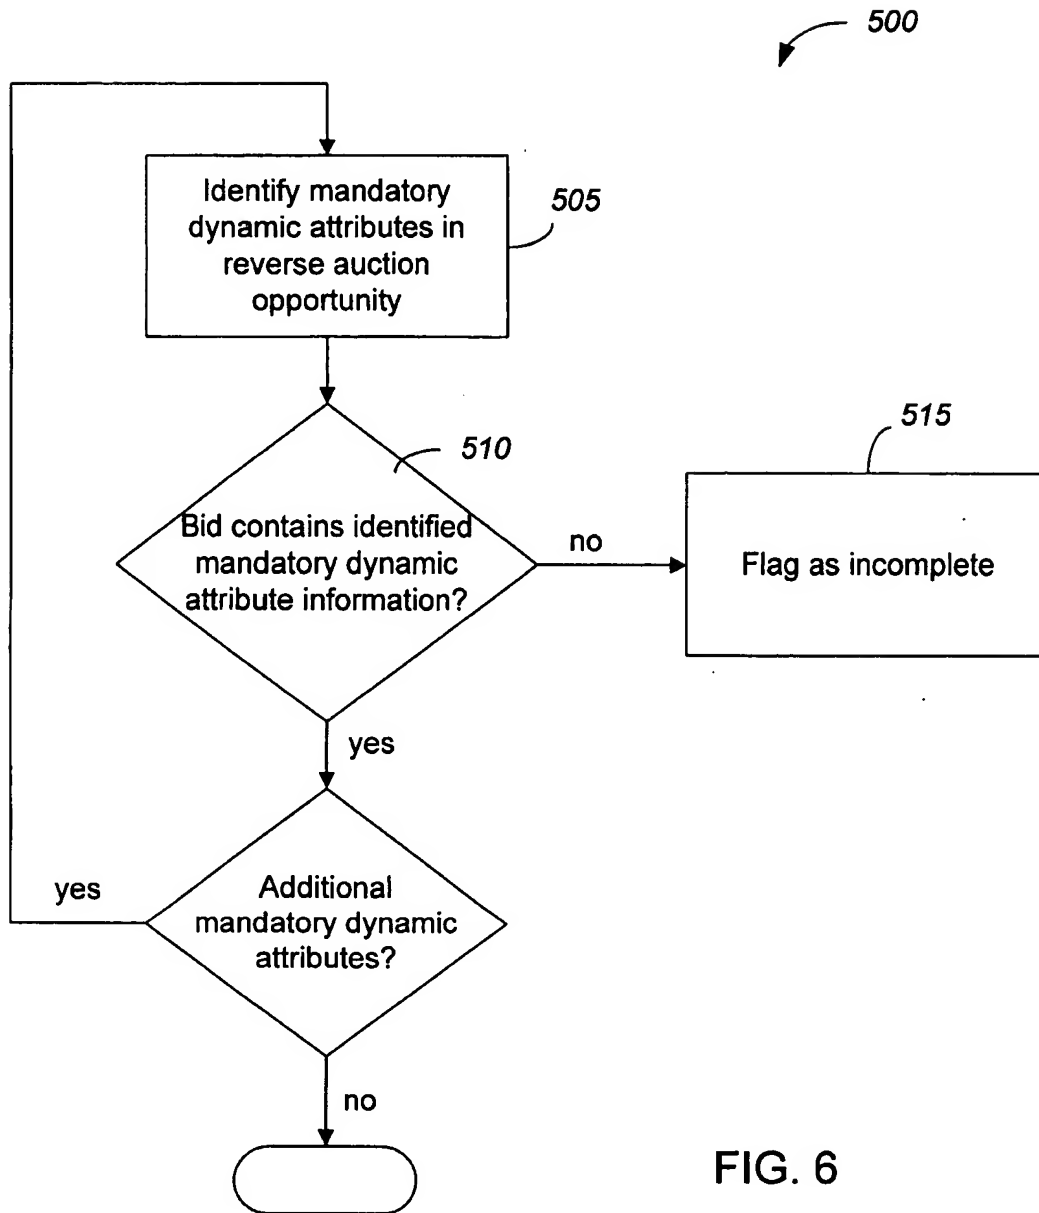 500
Identify mandatory
dynamic attributes in
reverse auction
opportunity
505
510
Bid contains identified
mandatory dynamic
attribute information?
no
515
Flag as incomplete
yes
Additional
mandatory dynamic
attributes?
yes
no
FIG. 6